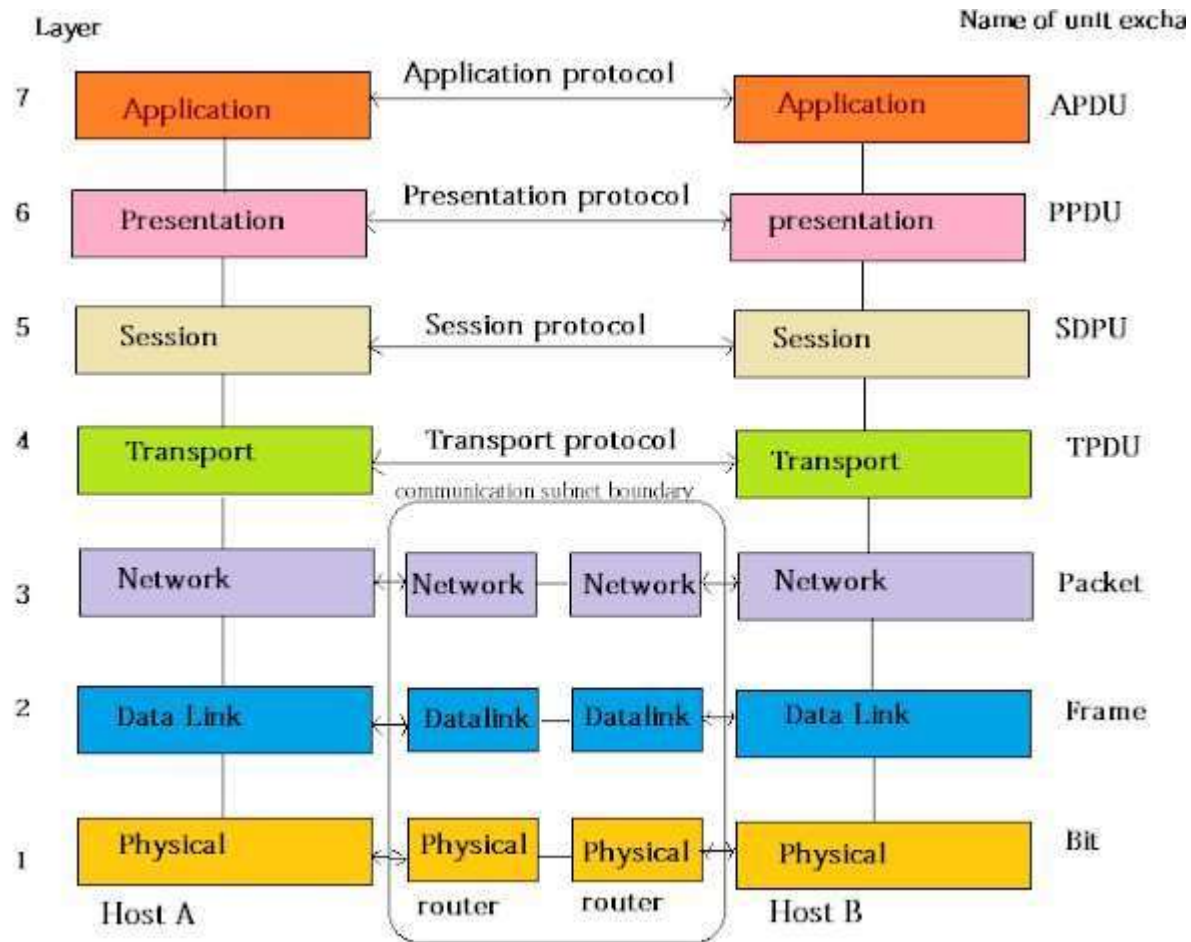 Layer
Name of unit excha
7
Application
Application protocol
Application
APDU
6
Presentation
Presentation protocol
presentation
PPDU
5
Session
Session protocol
Session
SDPU
4
Transport
Transport protocol
Transport
TPDU
communication subnet boundary
3
Network
Network
Network
Network
Packet
2
Data Link
Datalink
Datalink
Data Link
Frame
1
Physical
Physical
Physical
Physical
Bit
Host A
router
router
Host B